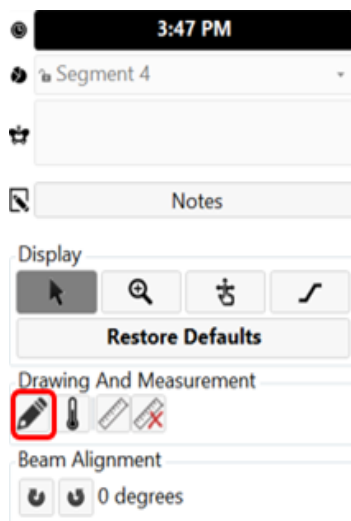 3:47 PM
Segment 4
Notes
Display
Restore Defaults
Drawing And Measurement
Beam Alignment
0 degrees